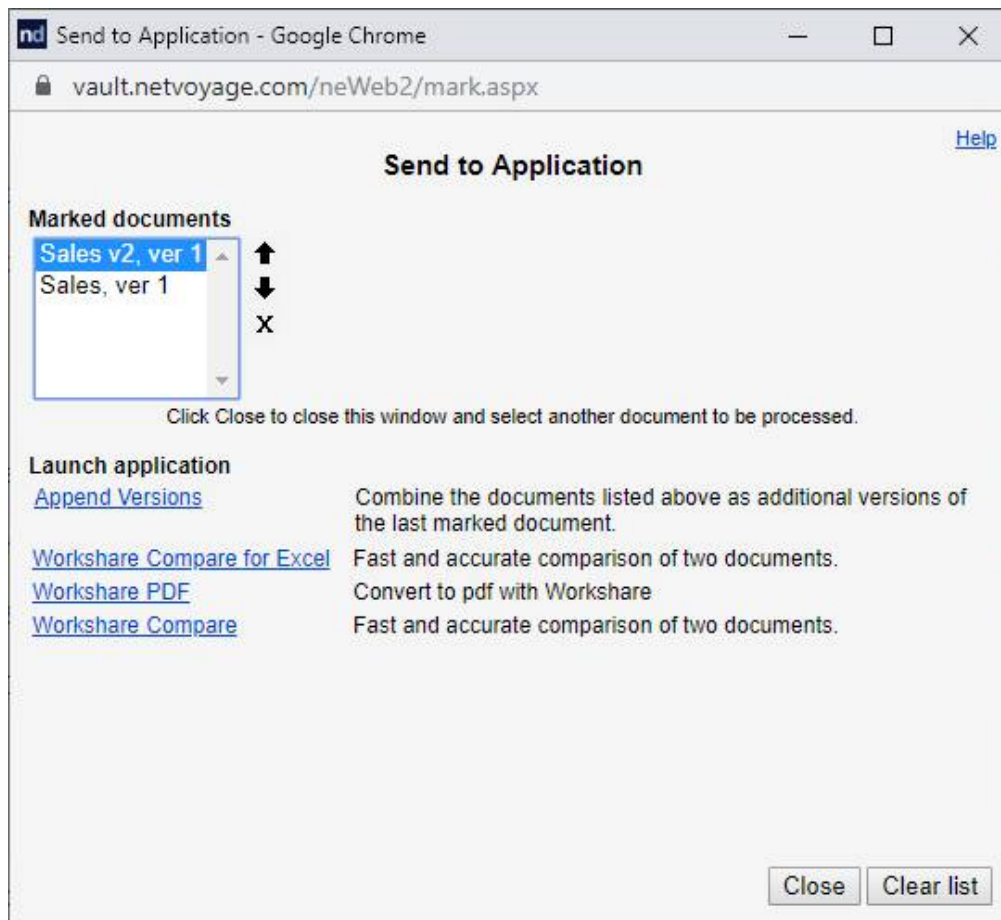 nd Send to Application - Google Chrome
vault.netvoyage.com/neWeb2/mark.aspx
Help
Send to Application
Marked documents
Sales v2, ver 1
Sales, ver 1
X
Click Close to close this window and select another document to be processed.
Launch application
Append Versions Combine the documents listed above as additional versions of
the last marked document.
Workshare Compare for Excel Fast and accurate comparison of two documents.
Workshare PDF Convert to pdf with Workshare
Workshare Compare Fast and accurate comparison of two documents.
Close Clear list